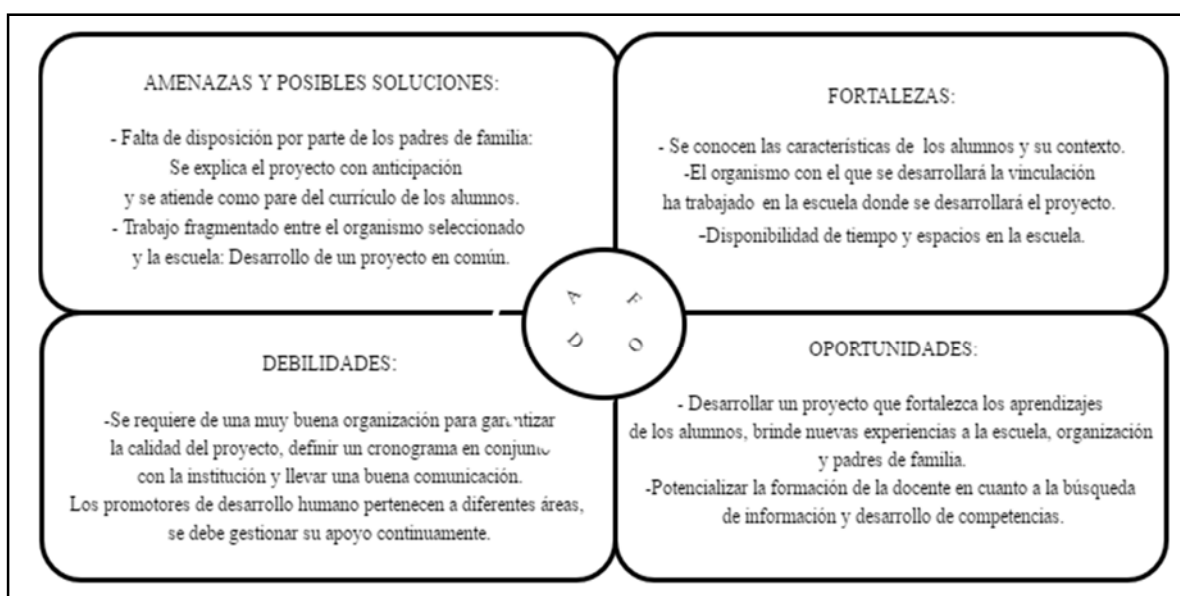 AMENAZAS Y POSIBLES SOLUCIONES:
- Falta de disposición por parte de los padres de familia:
Se explica el proyecto con anticipación
y se atiende como pare del currículo de los alumnos.
- Trabajo fragmentado entre el organismo seleccionado
y la escuela: Desarrollo de un proyecto en común.
FORTALEZAS:
- Se conocen las características de los alumnos y su contexto.
-El organismo con el que se desarrollará la vinculación
ha trabajado en la escuela donde se desarrollará el proyecto.
-Disponibilidad de tiempo y espacios en la escuela.
A F
D O
DEBILIDADES:
-Se requiere de una muy buena organización para garantizar
la calidad del proyecto, definir un cronograma en conjunto
con la institución y llevar una buena comunicación.
Los promotores de desarrollo humano pertenecen a diferentes áreas,
se debe gestionar su apoyo continuamente.
OPORTUNIDADES:
- Desarrollar un proyecto que fortalezca los aprendizajes
de los alumnos, brinde nuevas experiencias a la escuela, organización
y padres de familia.
-Potencializar la formación de la docente en cuanto a la búsqueda
de información y desarrollo de competencias.